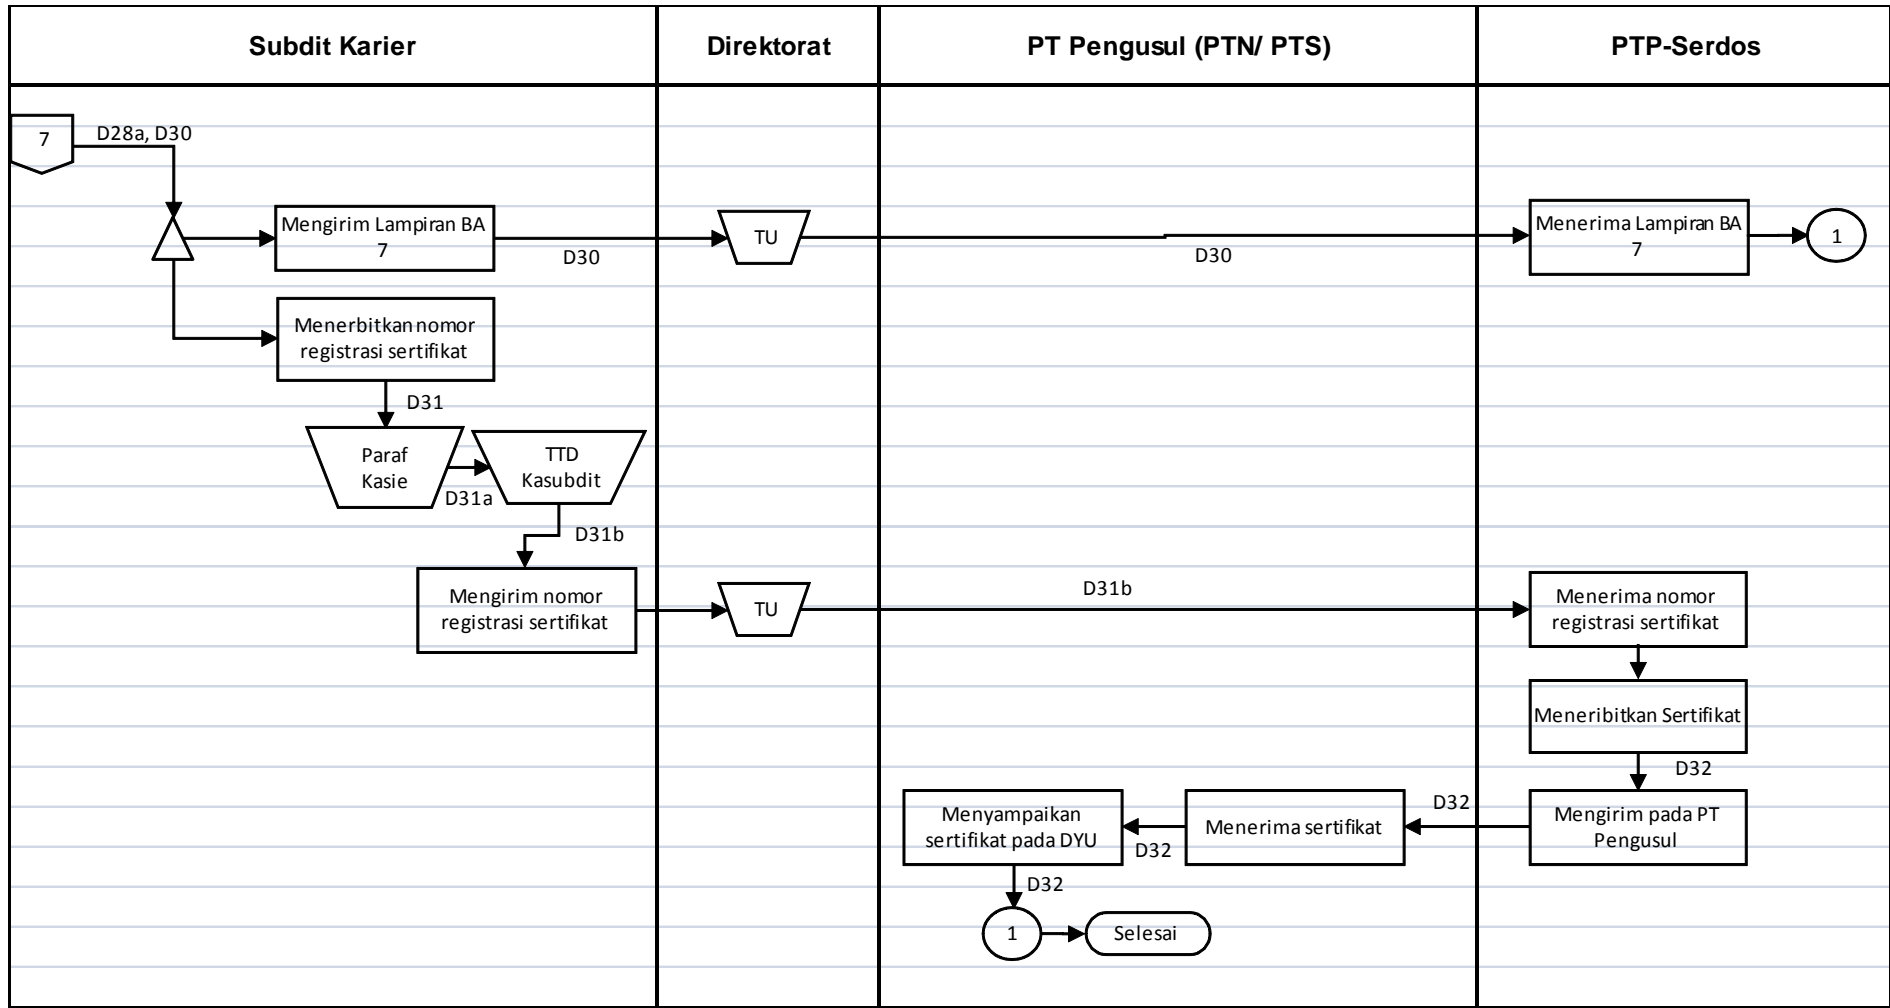 Subdit Karier
Direktorat
PT Pengusul (PTN/ PTS)
PTP-Serdos
7
D28a, D30
Mengirim Lampiran BA
7
D30
TU
D30
Menerima Lampiran BA
7
1
Menerbitkan nomor
registrasi sertifikat
D31
Paraf
Kasie
D31a
TTD
Kasubdit
D31b
Mengirim nomor
registrasi sertifikat
TU
D31b
Menerima nomor
registrasi sertifikat
Meneribitkan Sertifikat
D32
Mengirim pada PT
Pengusul
D32
Menerima sertifikat
D32
Menyampaikan
sertifikat pada DYU
D32
1
Selesai